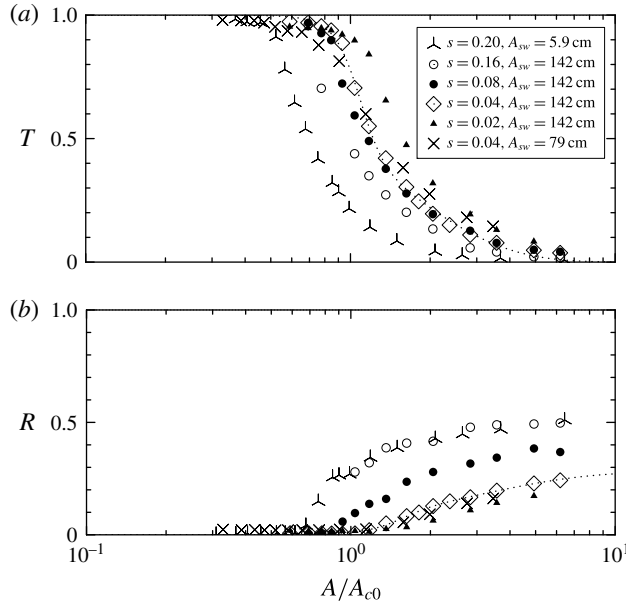 (a)
1.0
s = 0.20, A_sw = 5.9 cm
s = 0.16, A_sw = 142 cm
s = 0.08, A_sw = 142 cm
s = 0.04, A_sw = 142 cm
s = 0.02, A_sw = 142 cm
s = 0.04, A_sw = 79 cm
T
0.5
0
(b)
1.0
R
0.5
0
10⁻¹
10⁰
10¹
A/A_c0